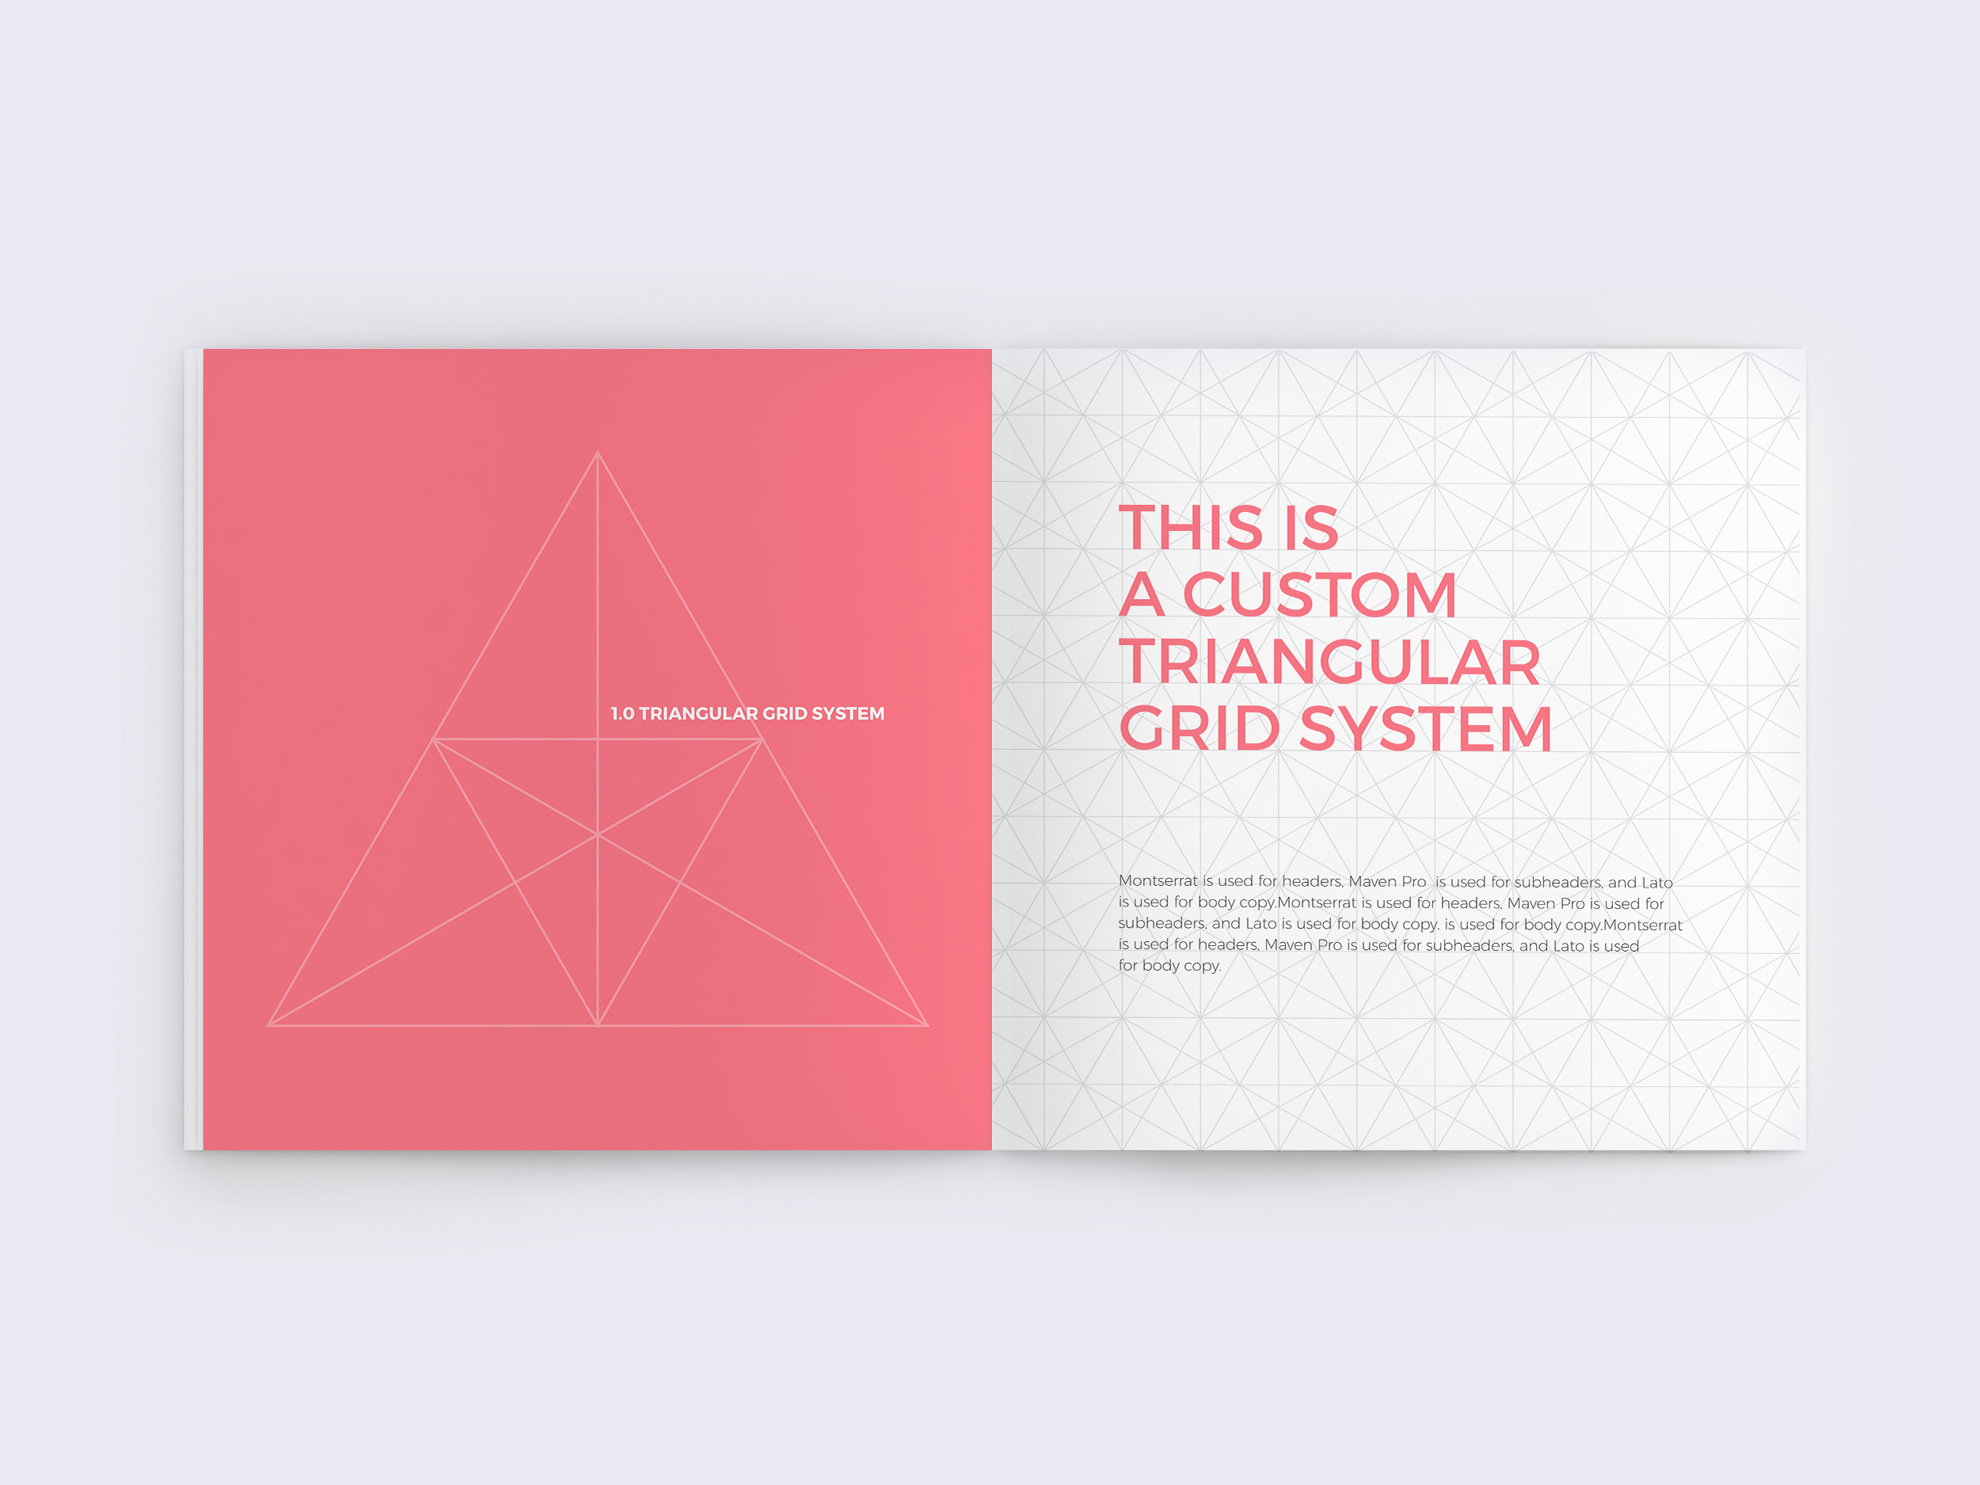 1.0 TRIANGULAR GRID SYSTEM
THIS IS
A CUSTOM
TRIANGULAR
GRID SYSTEM
Montserrat is used for headers, Maven Pro  is used for subheaders, and Lato
is used for body copy.Montserrat is used for headers, Maven Pro is used for
subheaders, and Lato is used for body copy. is used for body copy.Montserrat
is used for headers, Maven Pro is used for subheaders, and Lato is used
for body copy.